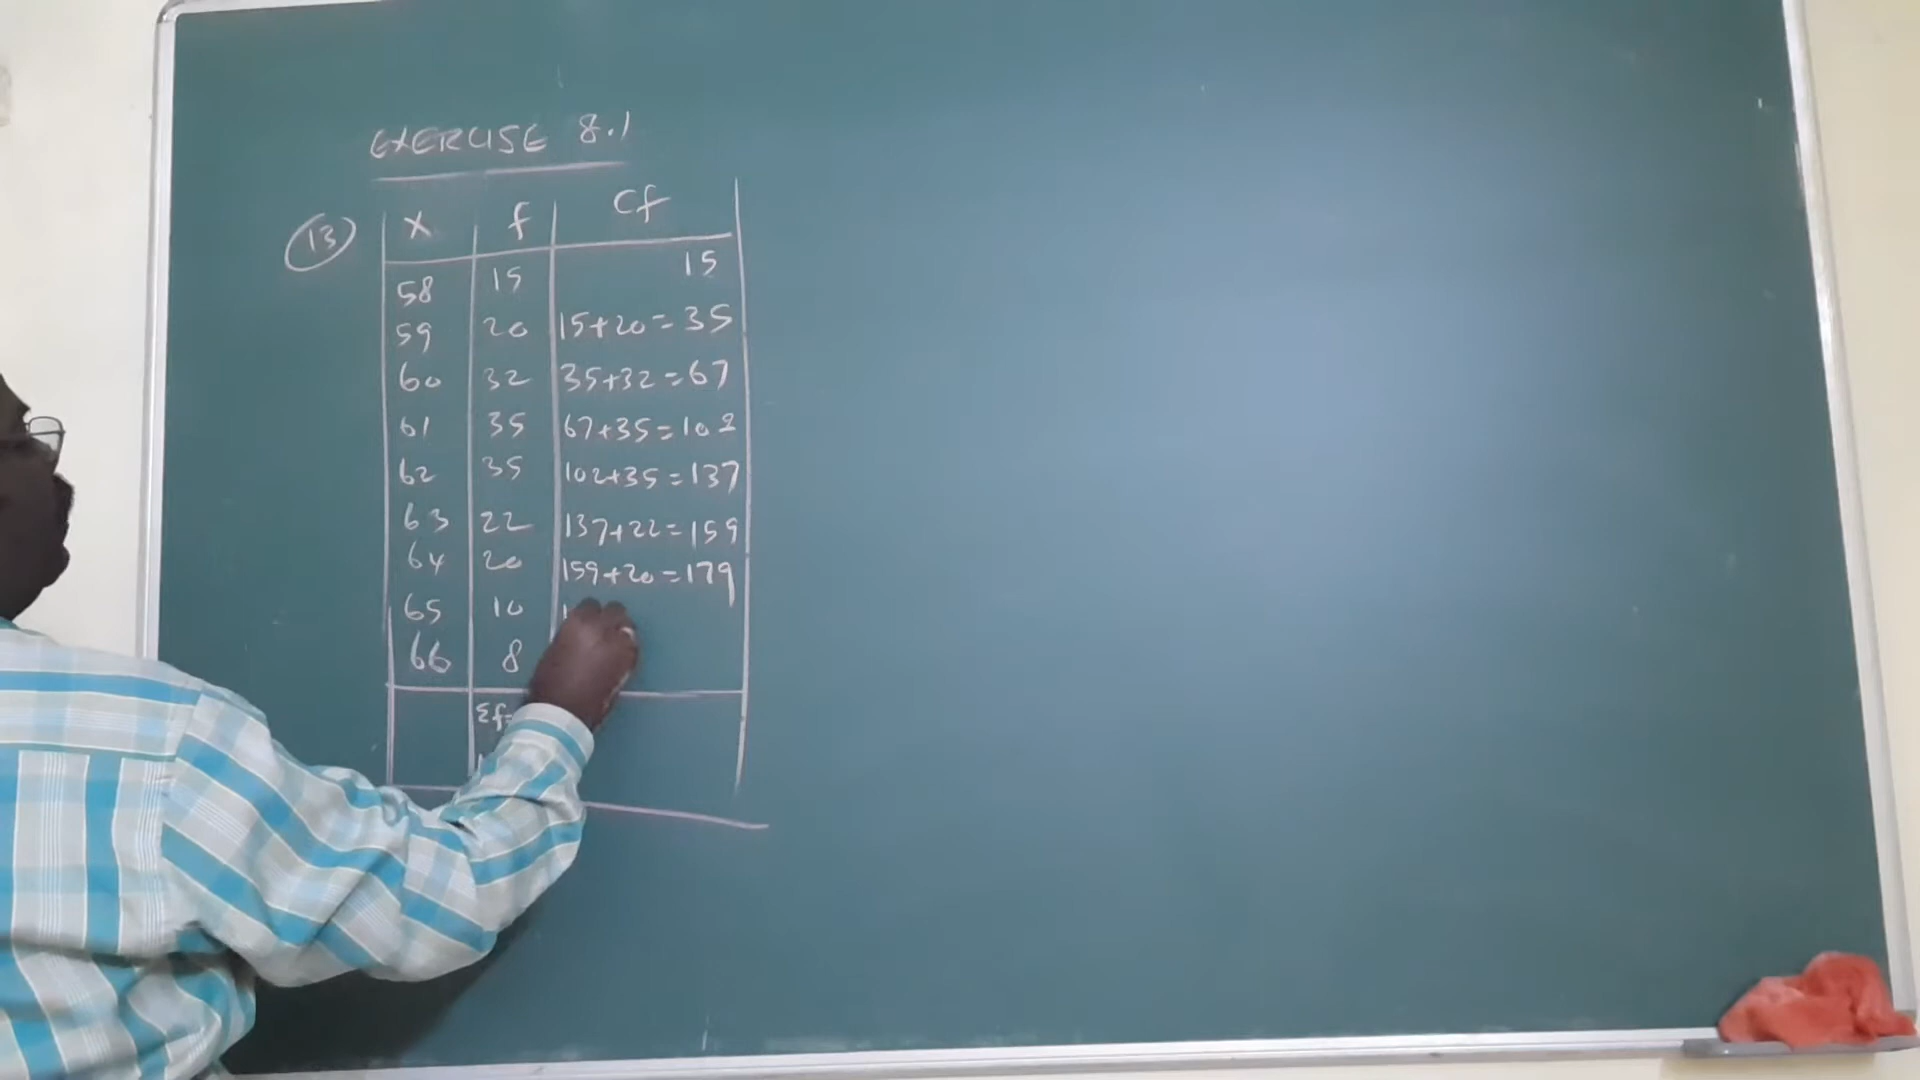 EXERCISE 8.1
13 x f Cf
58 15 15
59 20 15+20=35
60 32 35+32=67
61 35 67+35=102
62 35 102+35=137
63 22 137+22=159
64 20 159+20=179
65 10 1
66 8
Σf=